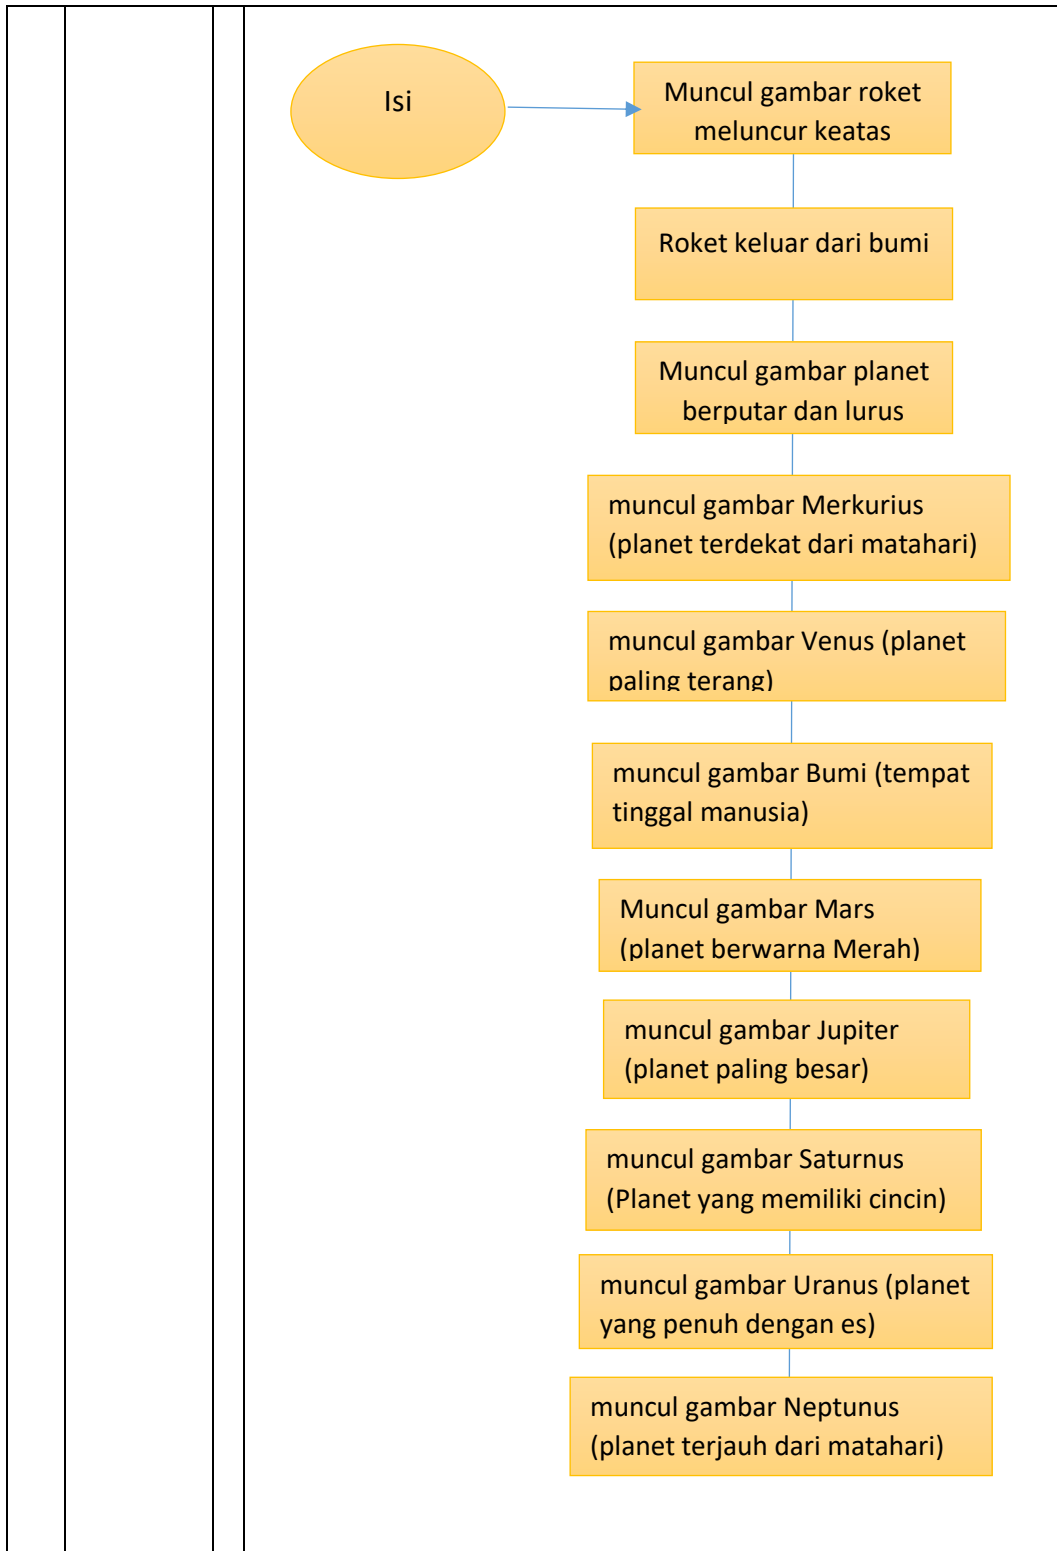 Isi
Muncul gambar roket
meluncur keatas
Roket keluar dari bumi
Muncul gambar planet
berputar dan lurus
muncul gambar Merkurius
(planet terdekat dari matahari)
muncul gambar Venus (planet
paling terang)
muncul gambar Bumi (tempat
tinggal manusia)
Muncul gambar Mars
(planet berwarna Merah)
muncul gambar Jupiter
(planet paling besar)
muncul gambar Saturnus
(Planet yang memiliki cincin)
muncul gambar Uranus (planet
yang penuh dengan es)
muncul gambar Neptunus
(planet terjauh dari matahari)